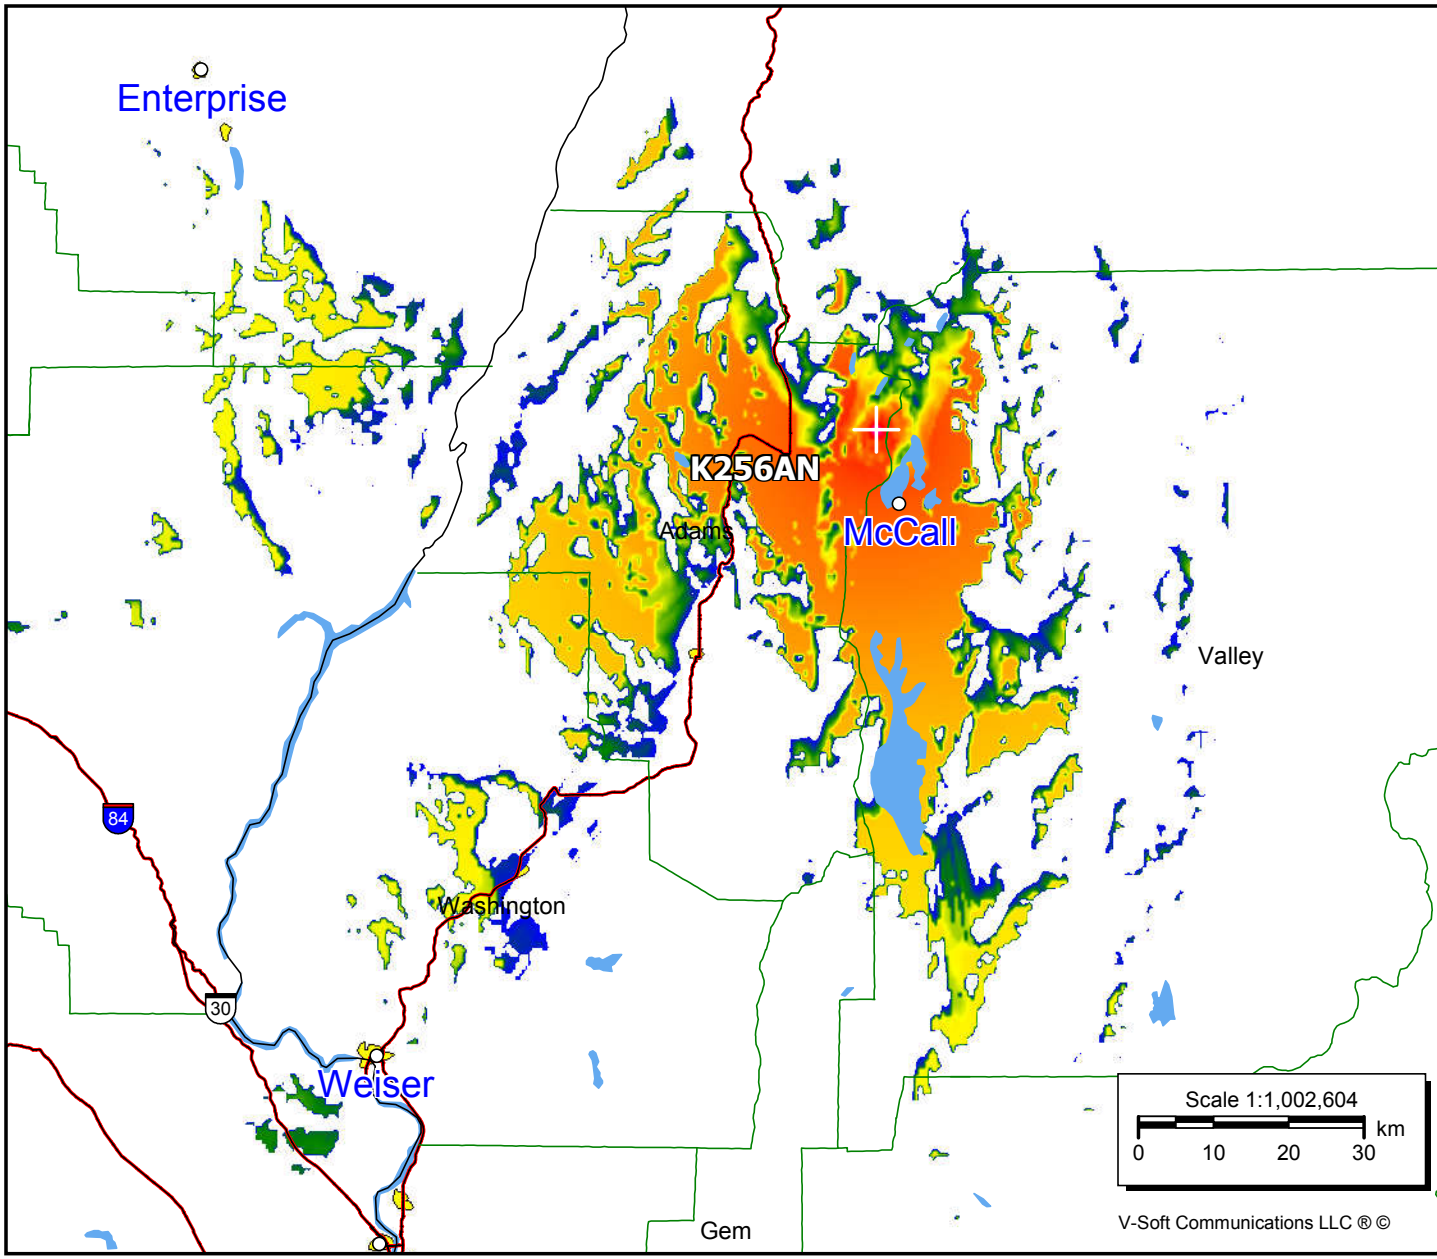 Enterprise
K256AN
Adams
McCall
Valley
84
Washington
30
Weiser
Scale 1:1,002,604
km
0 10 20 30
V-Soft Communications LLC ® ©
Gem